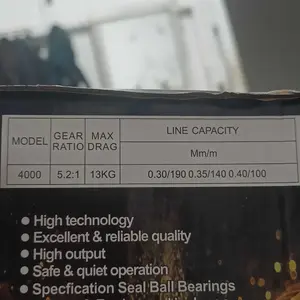 MODEL GEAR RATIO MAX DRAG LINE CAPACITY
Mm/m
4000 5.2:1 13KG 0.30/190 0.35/140 0.40/100
● High technology
● Excellent & reliable quality
● High output
● Safe & quiet operation
● Specfication Seal Ball Bearings